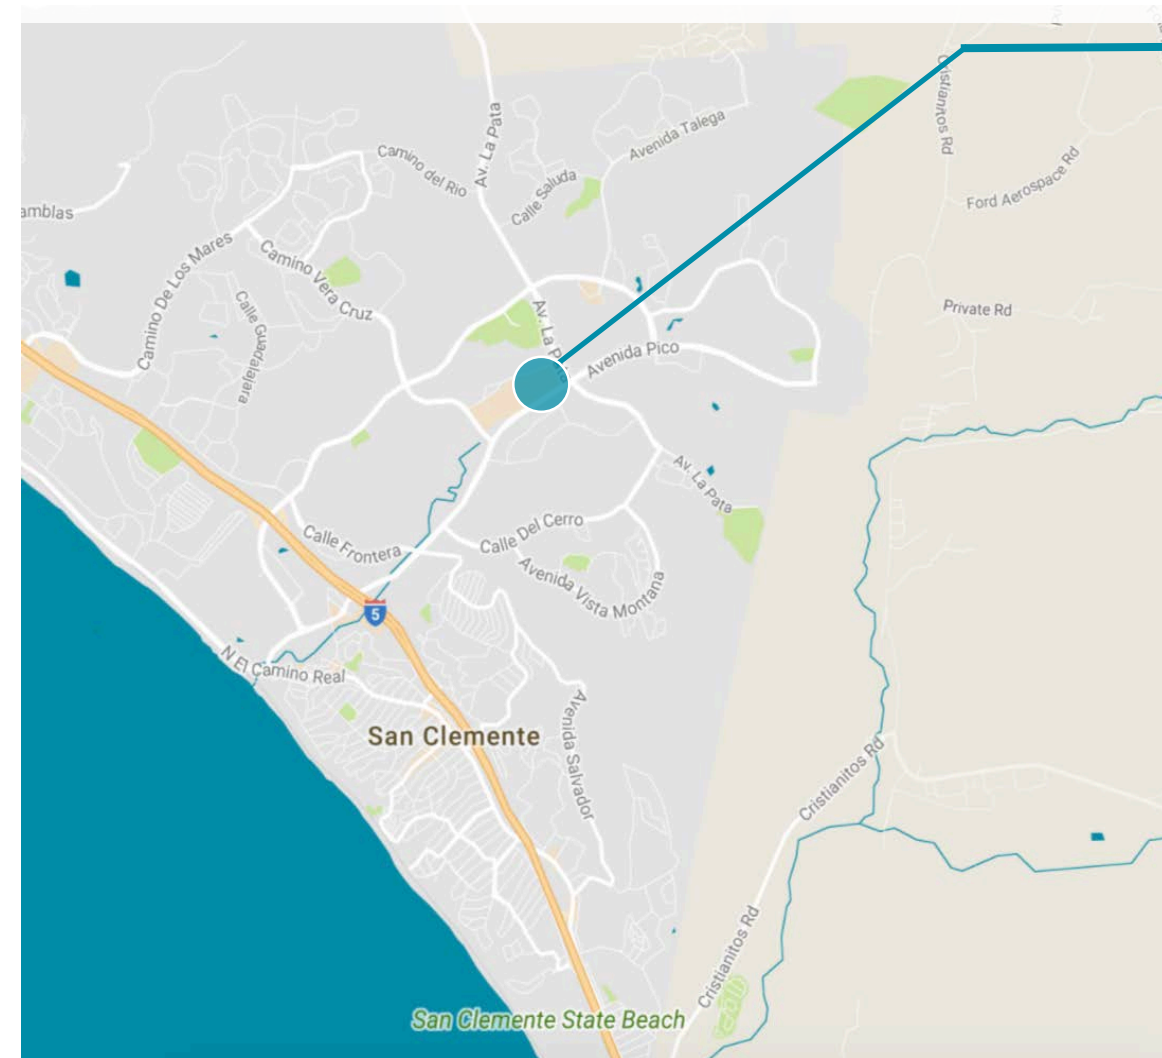 Av. La Pata
Camino del Rio
Avenida Talega
Calle Saluda
Cristianitos Rd
Ford Aerospace Rd
amblas
Camino De Los Mares
Camino Vera Cruz
Calle Guadalajara
Private Rd
Av. La Pata
Avenida Pico
Av. La Pata
Calle Del Cerro
Calle Frontera
Avenida Vista Montana
5
N El Camino Real
San Clemente
Avenida Salvador
Cristianitos Rd
Cristianitos Rd
San Clemente State Beach